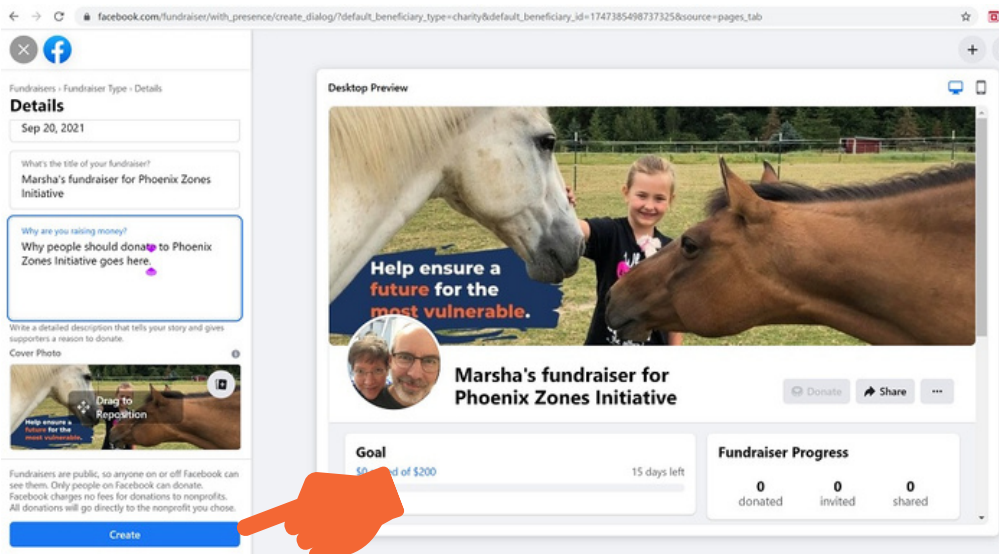 facebook.com/fundraiser/with_presence/create_dialog/?default_beneficiary_type=charity&default_beneficiary_id=1747385498737325&source=pages_tab
Fundraisers › Fundraiser Type › Details
Details
Sep 20, 2021
What's the title of your fundraiser?
Marsha's fundraiser for Phoenix Zones
Initiative
Why are you raising money?
Why people should donate to Phoenix
Zones Initiative goes here.
Write a detailed description that tells your story and gives
supporters a reason to donate.
Cover Photo
Drag to
Reposition
Help ensure a
future for the
most vulnerable.
Fundraisers are public, so anyone on or off Facebook can
see them. Only people on Facebook can donate.
Facebook charges no fees for donations to nonprofits.
All donations will go directly to the nonprofit you chose.
Create
Desktop Preview
Help ensure a
future for the
most vulnerable.
Marsha's fundraiser for
Phoenix Zones Initiative
Donate
Share
Goal
of $200
15 days left
Fundraiser Progress
0 0 0
donated invited shared